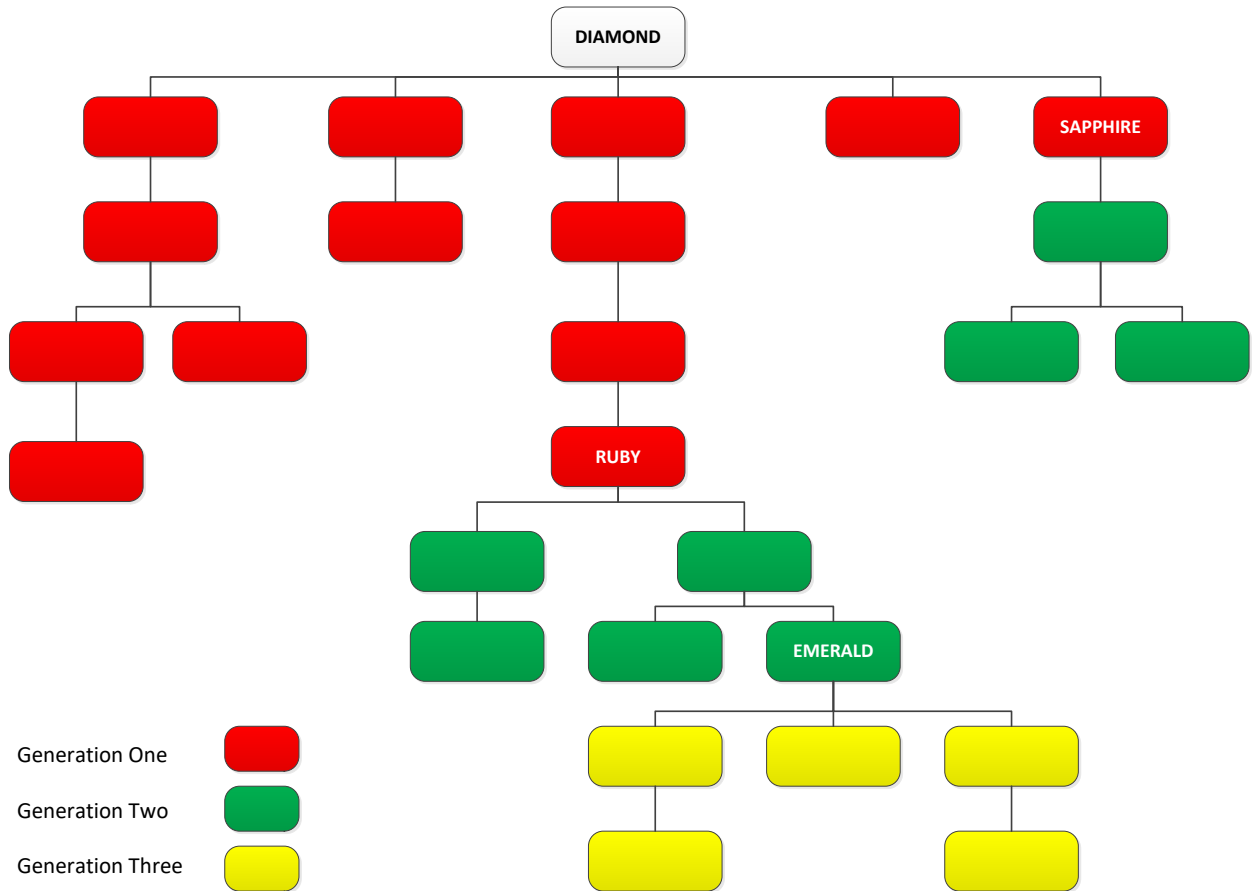 DIAMOND
SAPPHIRE
RUBY
EMERALD
Generation One
Generation Two
Generation Three